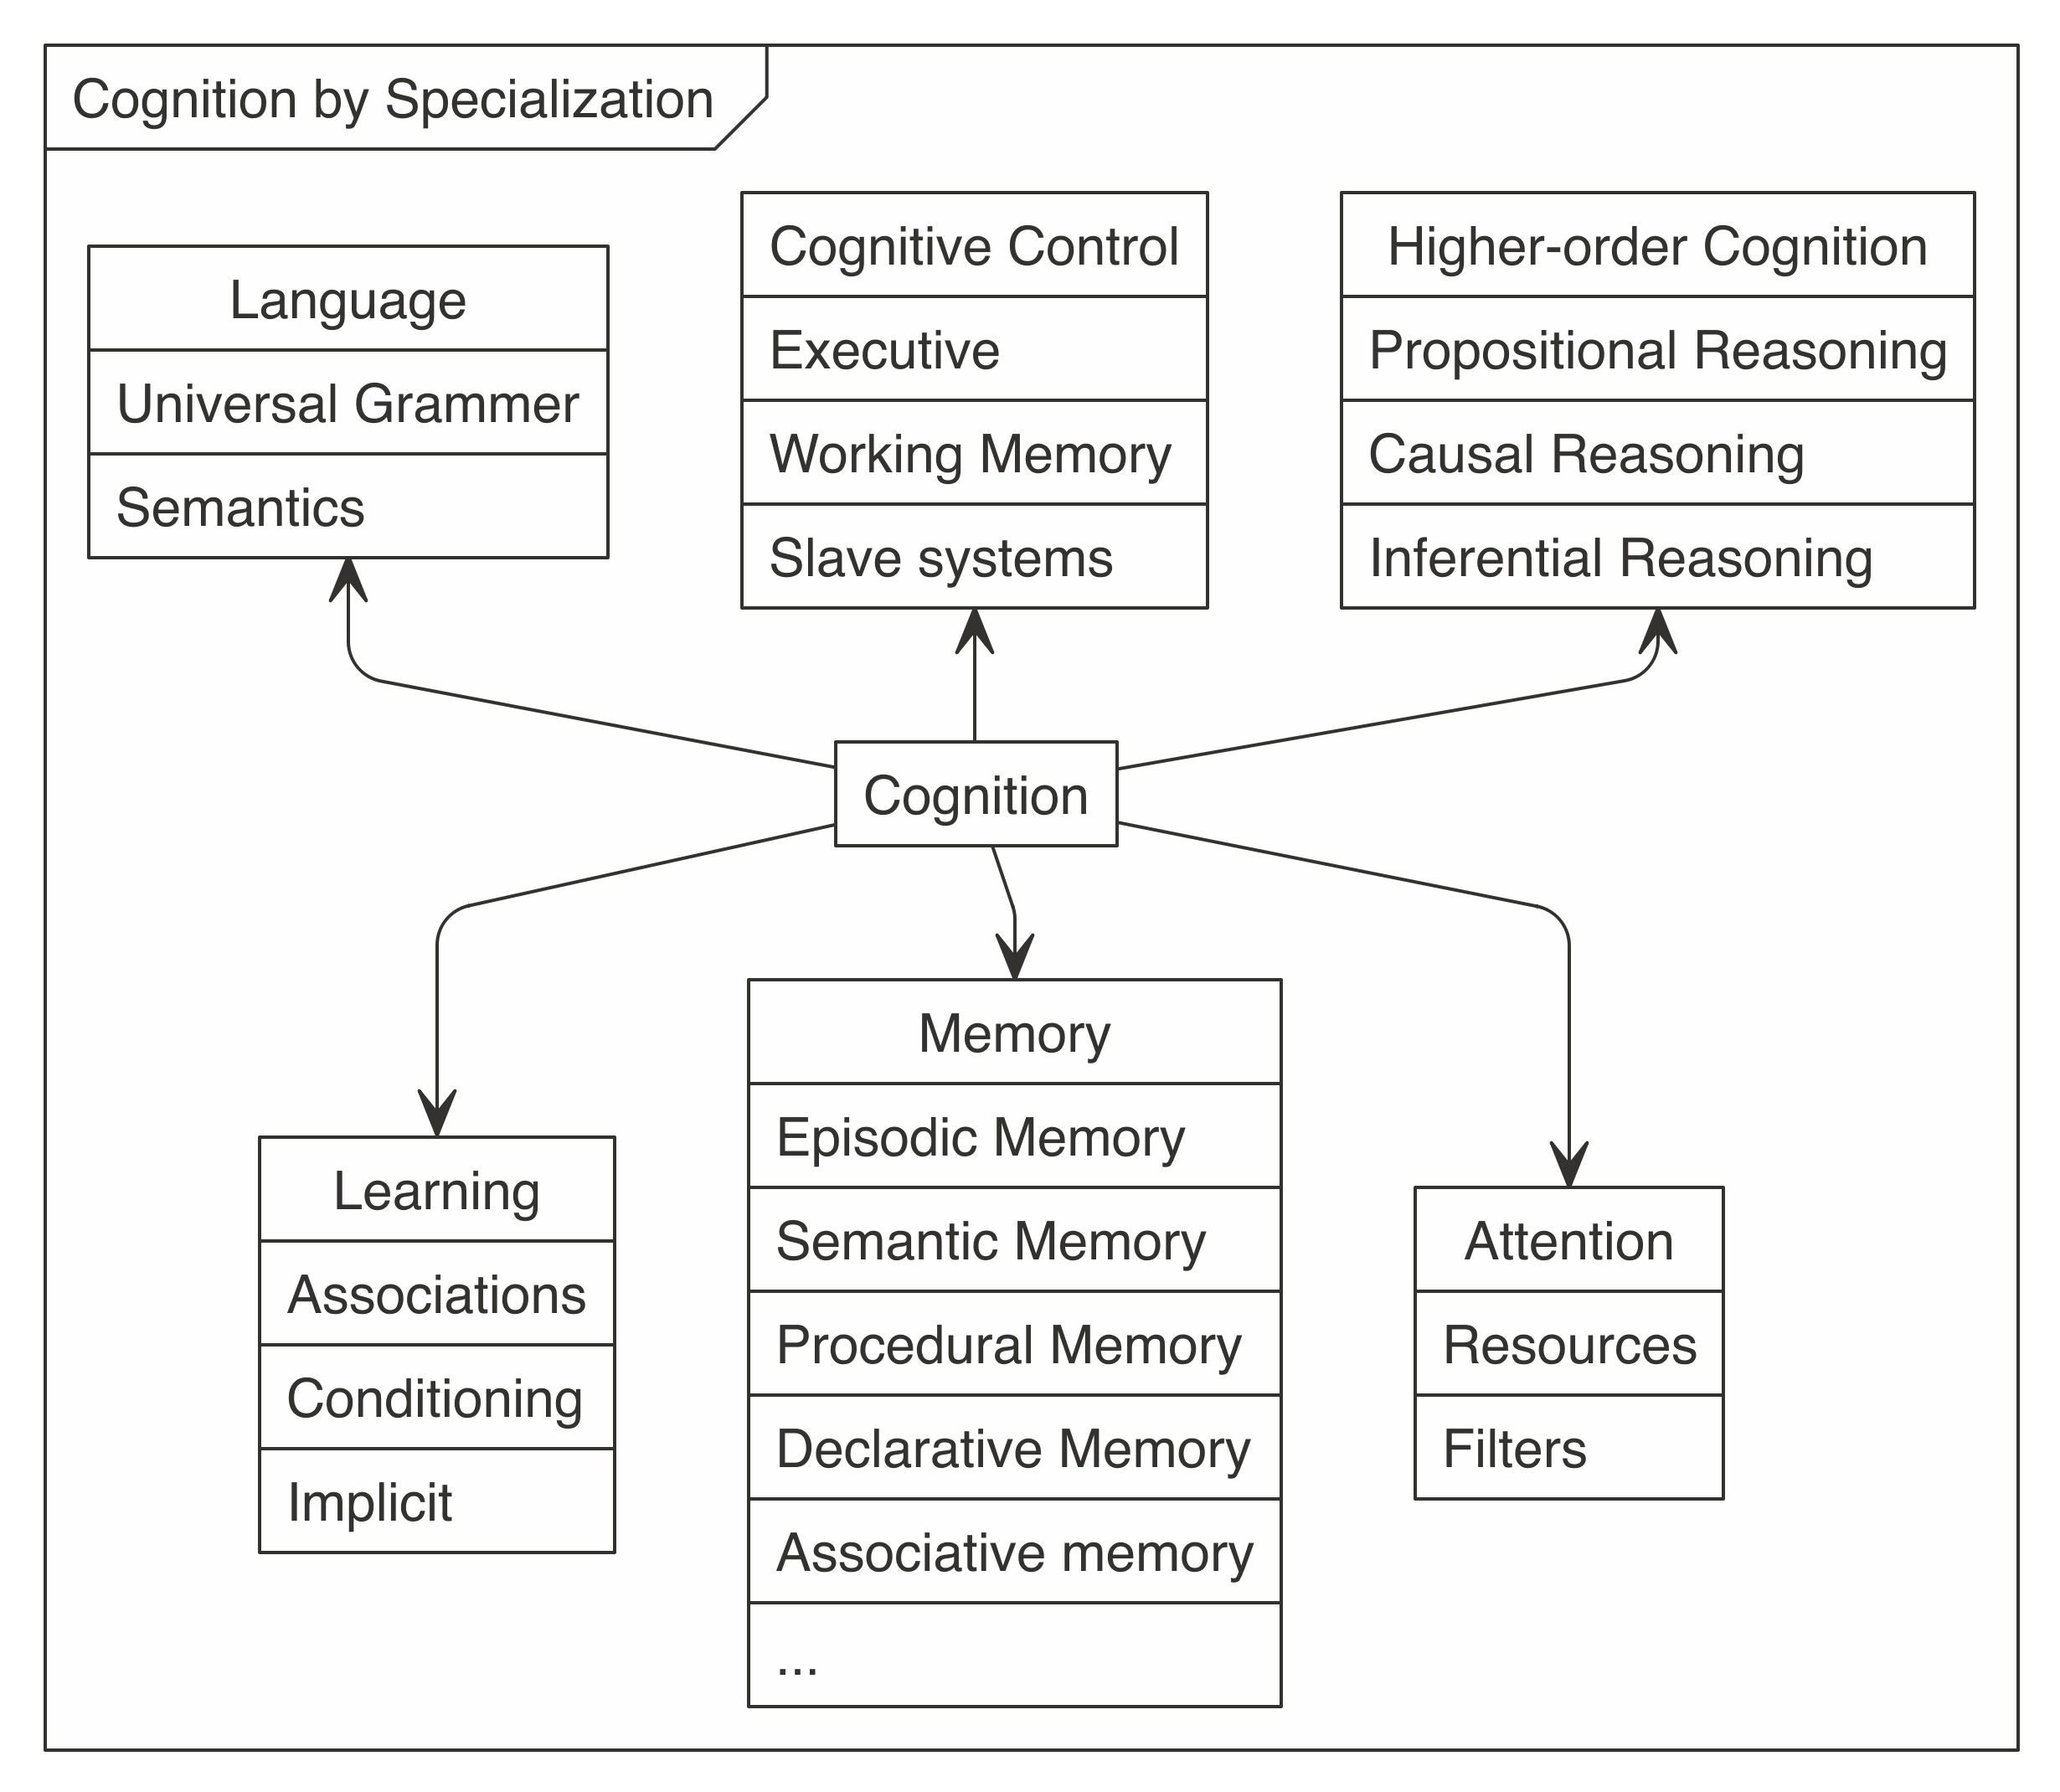 Cognition by Specialization
Language
Universal Grammer
Semantics
Cognitive Control
Executive
Working Memory
Slave systems
Higher-order Cognition
Propositional Reasoning
Causal Reasoning
Inferential Reasoning
Cognition
Learning
Associations
Conditioning
Implicit
Memory
Episodic Memory
Semantic Memory
Procedural Memory
Declarative Memory
Associative memory
...
Attention
Resources
Filters